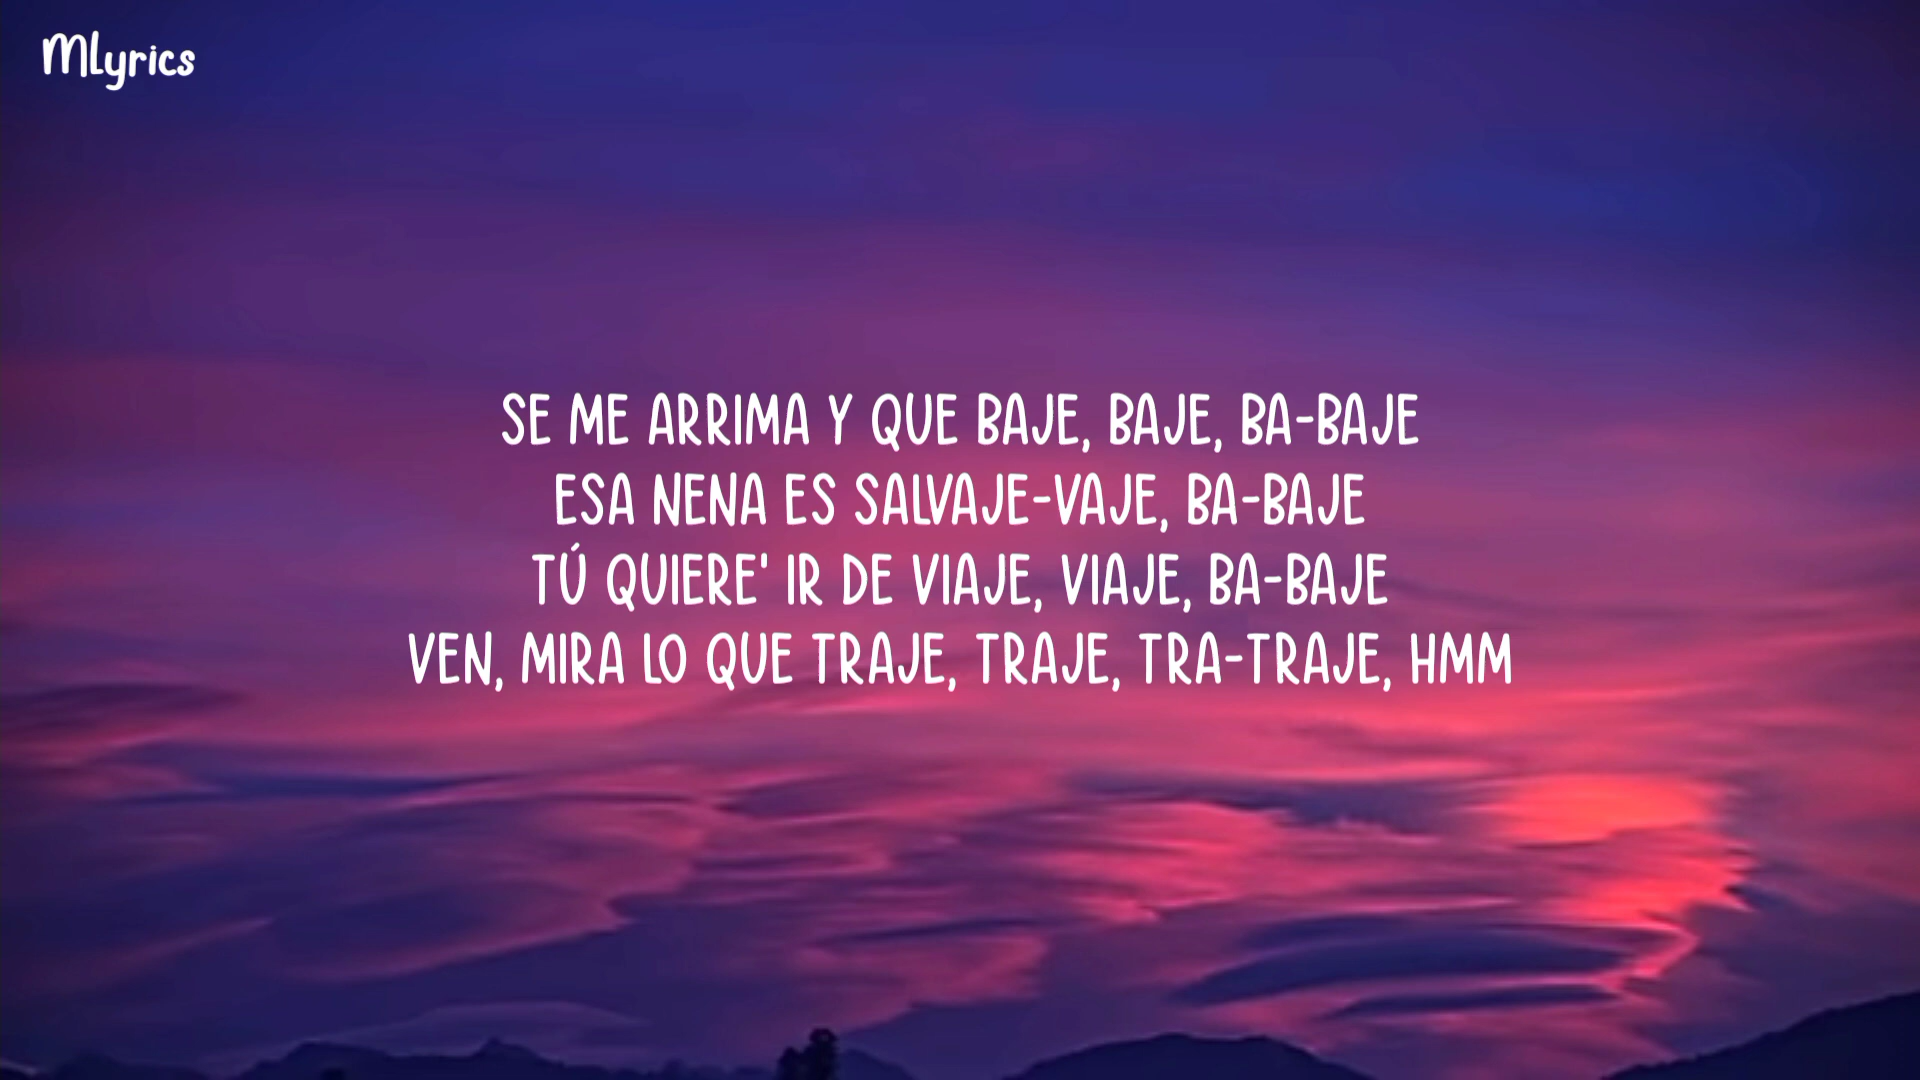 MLyrics
SE ME ARRIMA Y QUE BAJE, BAJE, BA-BAJE
ESA NENA ES SALVAJE-VAJE, BA-BAJE
TÚ QUIERE' IR DE VIAJE, VIAJE, BA-BAJE
VEN, MIRA LO QUE TRAJE, TRAJE, TRA-TRAJE, HMM